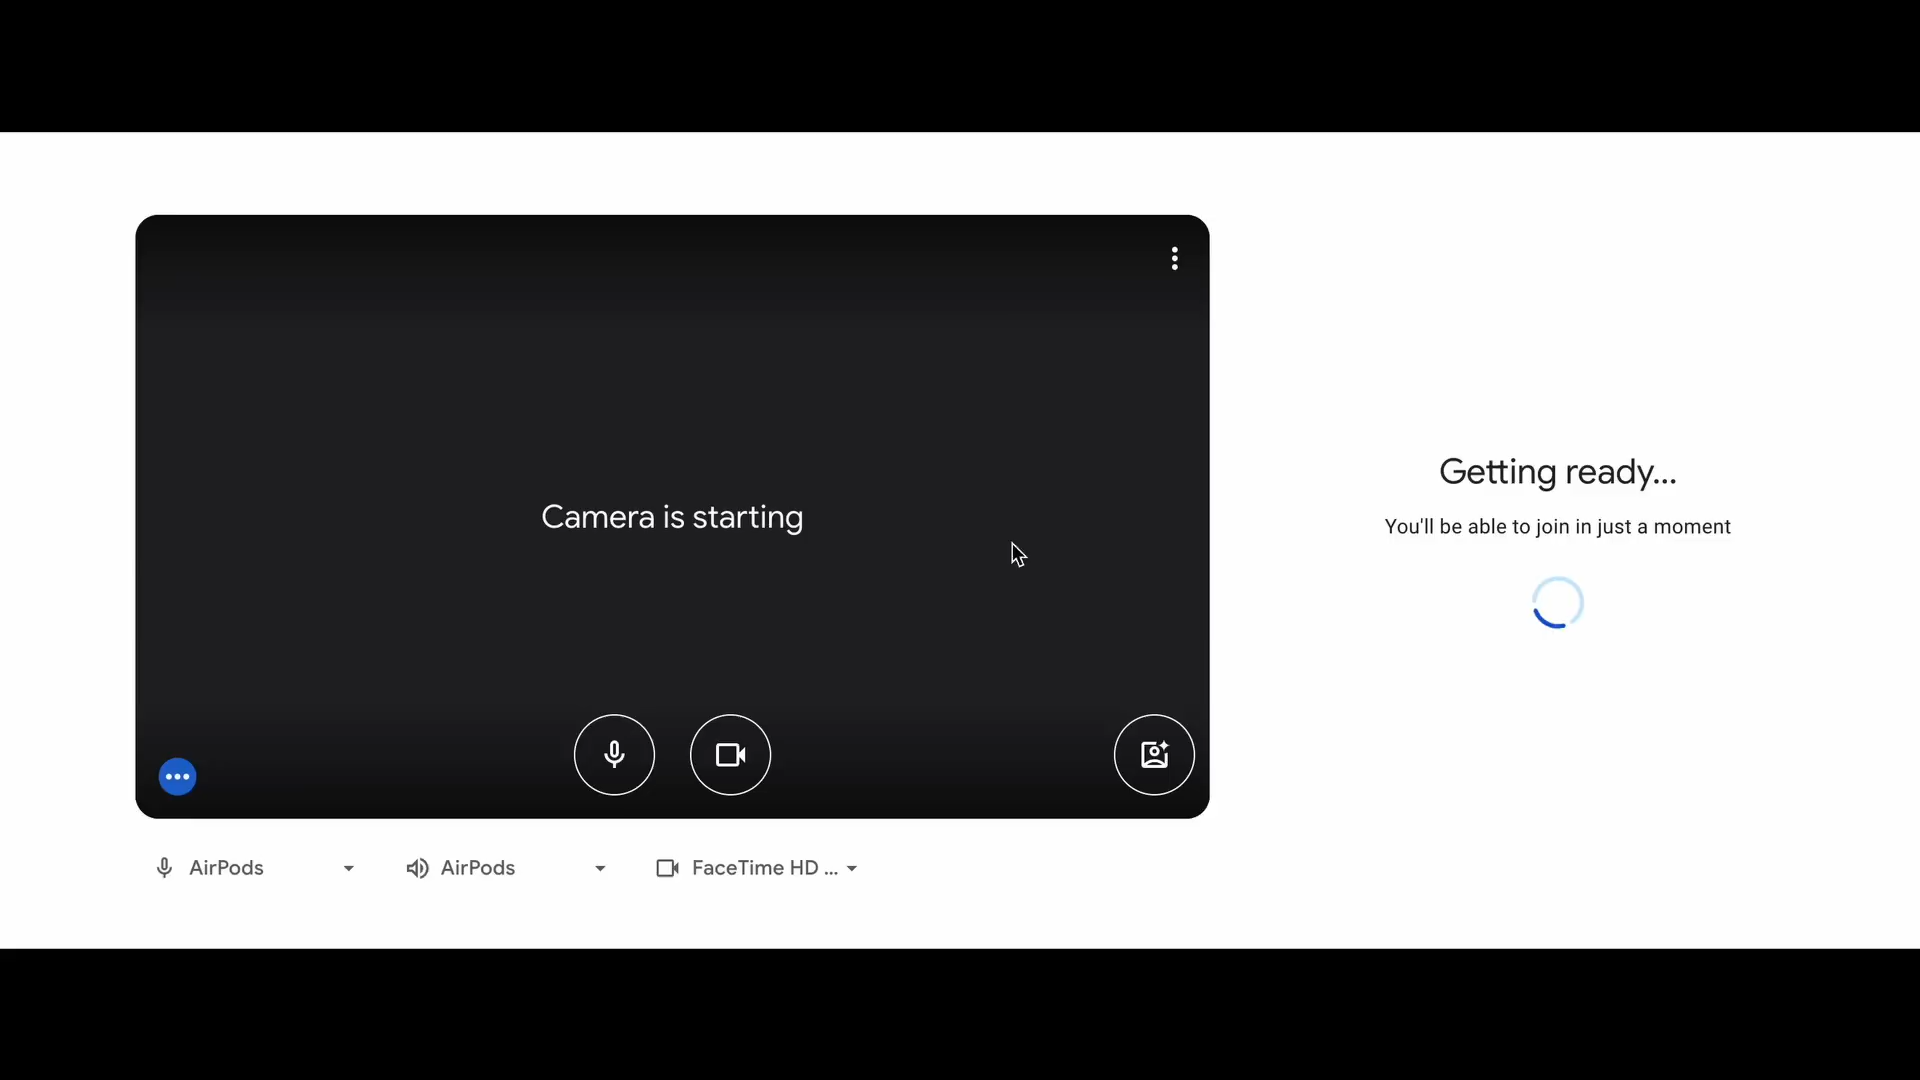 Camera is starting
Getting ready...
You'll be able to join in just a moment
AirPods
AirPods
FaceTime HD ...